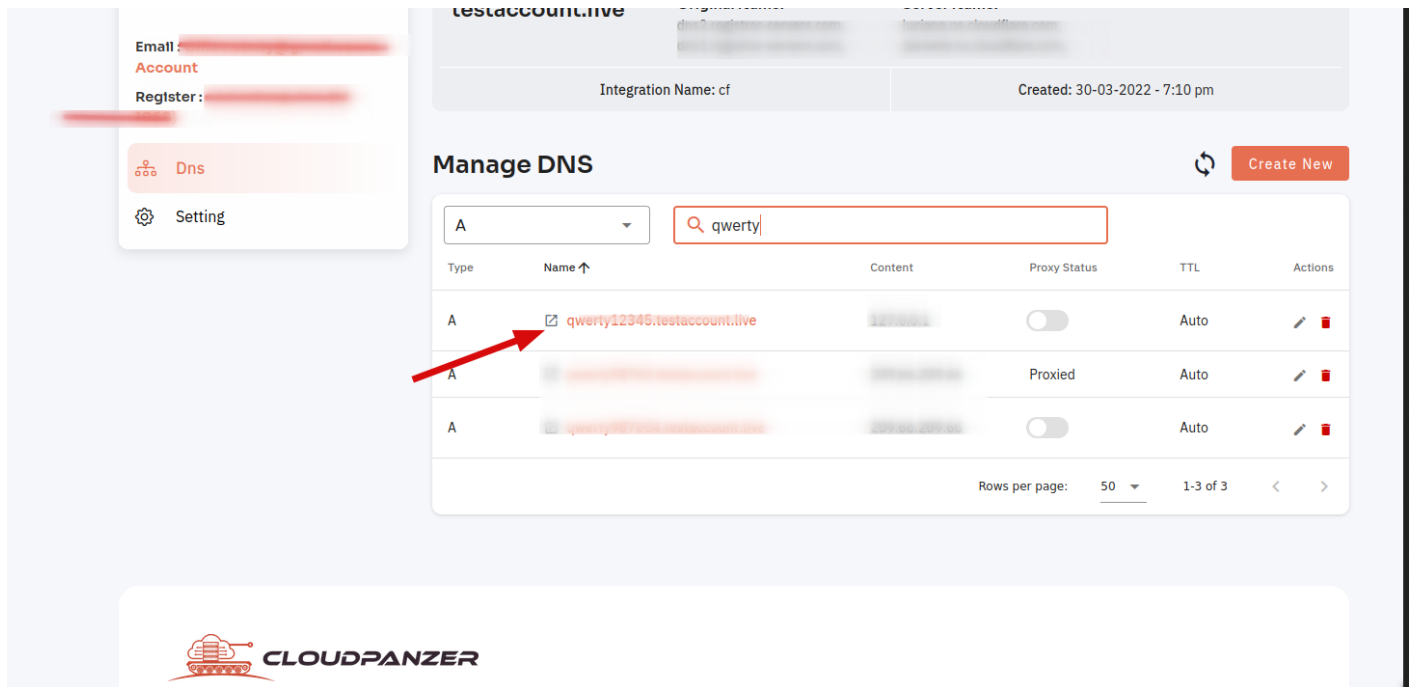 testaccount.live
Email :
Account
Register :
Integration Name: cf
Created: 30-03-2022 - 7:10 pm
Dns
Setting
Manage DNS
Create New
A
qwerty
Type Name Content Proxy Status TTL Actions
A qwerty12345.testaccount.live Auto
A Proxied Auto
A Auto
Rows per page: 50 1-3 of 3
CLOUDPANZER